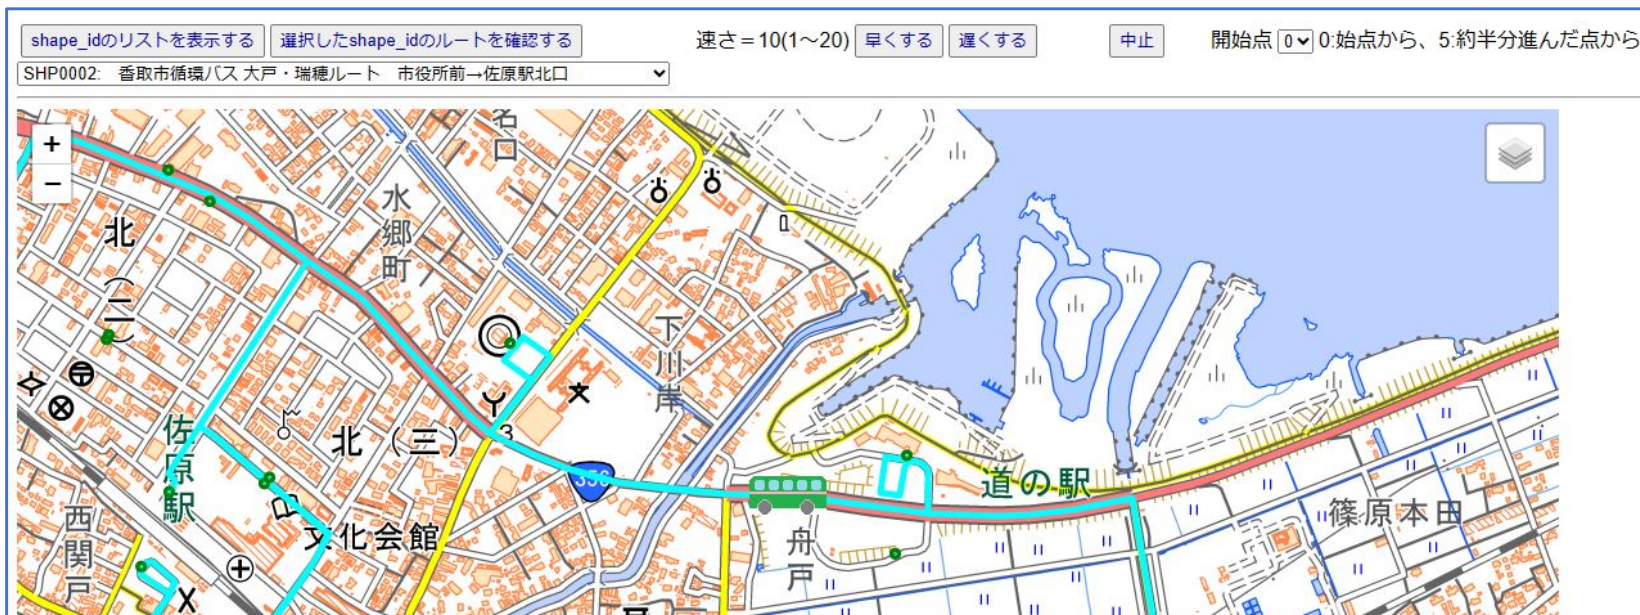 shape_idのリストを表示する 選択したshape_idのルートを確認する 速さ＝10(1～20) 早くする 遅くする 中止 開始点 0 0:始点から、5:約半分進んだ点から
SHP0002: 香取市循環バス 大戸・瑞穂ルート 市役所前→佐原駅北口
+
−
名口
水郷町
北（二）
下川岸
北（三）
3
356
佐原駅
道の駅
篠原本田
文化会館
舟戸
西関戸